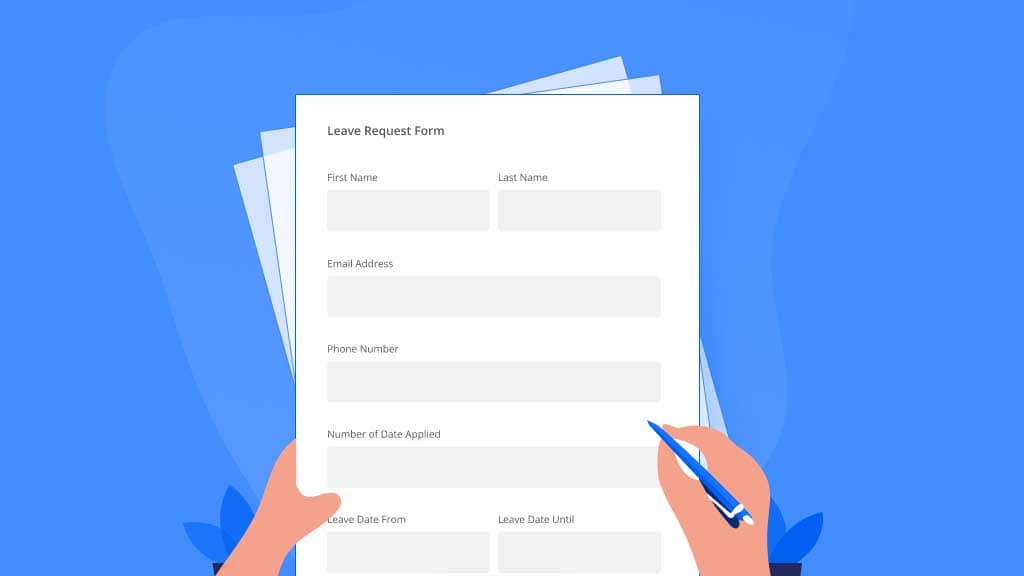 Leave Request Form
First Name Last Name
Email Address
Phone Number
Number of Date Applied
Leave Date From Leave Date Until